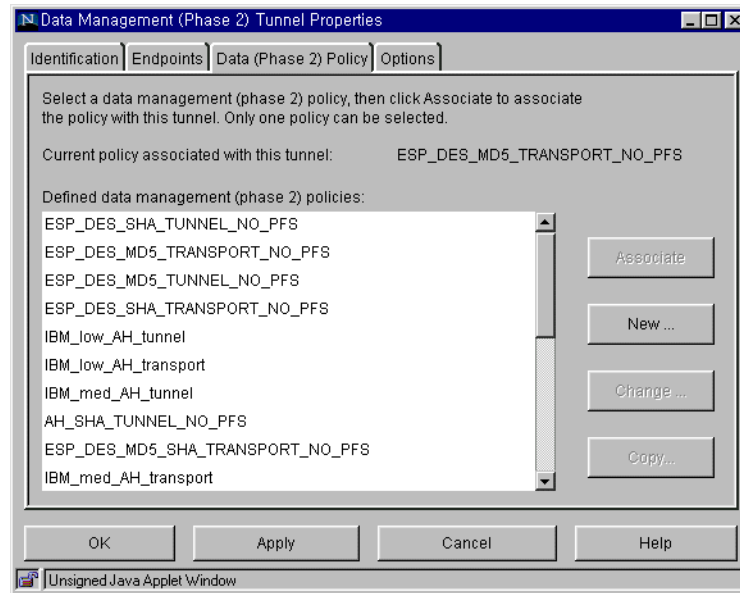 Data Management (Phase 2) Tunnel Properties
Identification Endpoints Data (Phase 2) Policy Options
Select a data management (phase 2) policy, then click Associate to associate
the policy with this tunnel. Only one policy can be selected.
Current policy associated with this tunnel: ESP_DES_MD5_TRANSPORT_NO_PFS
Defined data management (phase 2) policies:
ESP_DES_SHA_TUNNEL_NO_PFS
ESP_DES_MD5_TRANSPORT_NO_PFS
ESP_DES_MD5_TUNNEL_NO_PFS
ESP_DES_SHA_TRANSPORT_NO_PFS
IBM_low_AH_tunnel
IBM_low_AH_transport
IBM_med_AH_tunnel
AH_SHA_TUNNEL_NO_PFS
ESP_DES_MD5_SHA_TRANSPORT_NO_PFS
IBM_med_AH_transport
Associate
New ...
Change ...
Copy...
OK Apply Cancel Help
Unsigned Java Applet Window